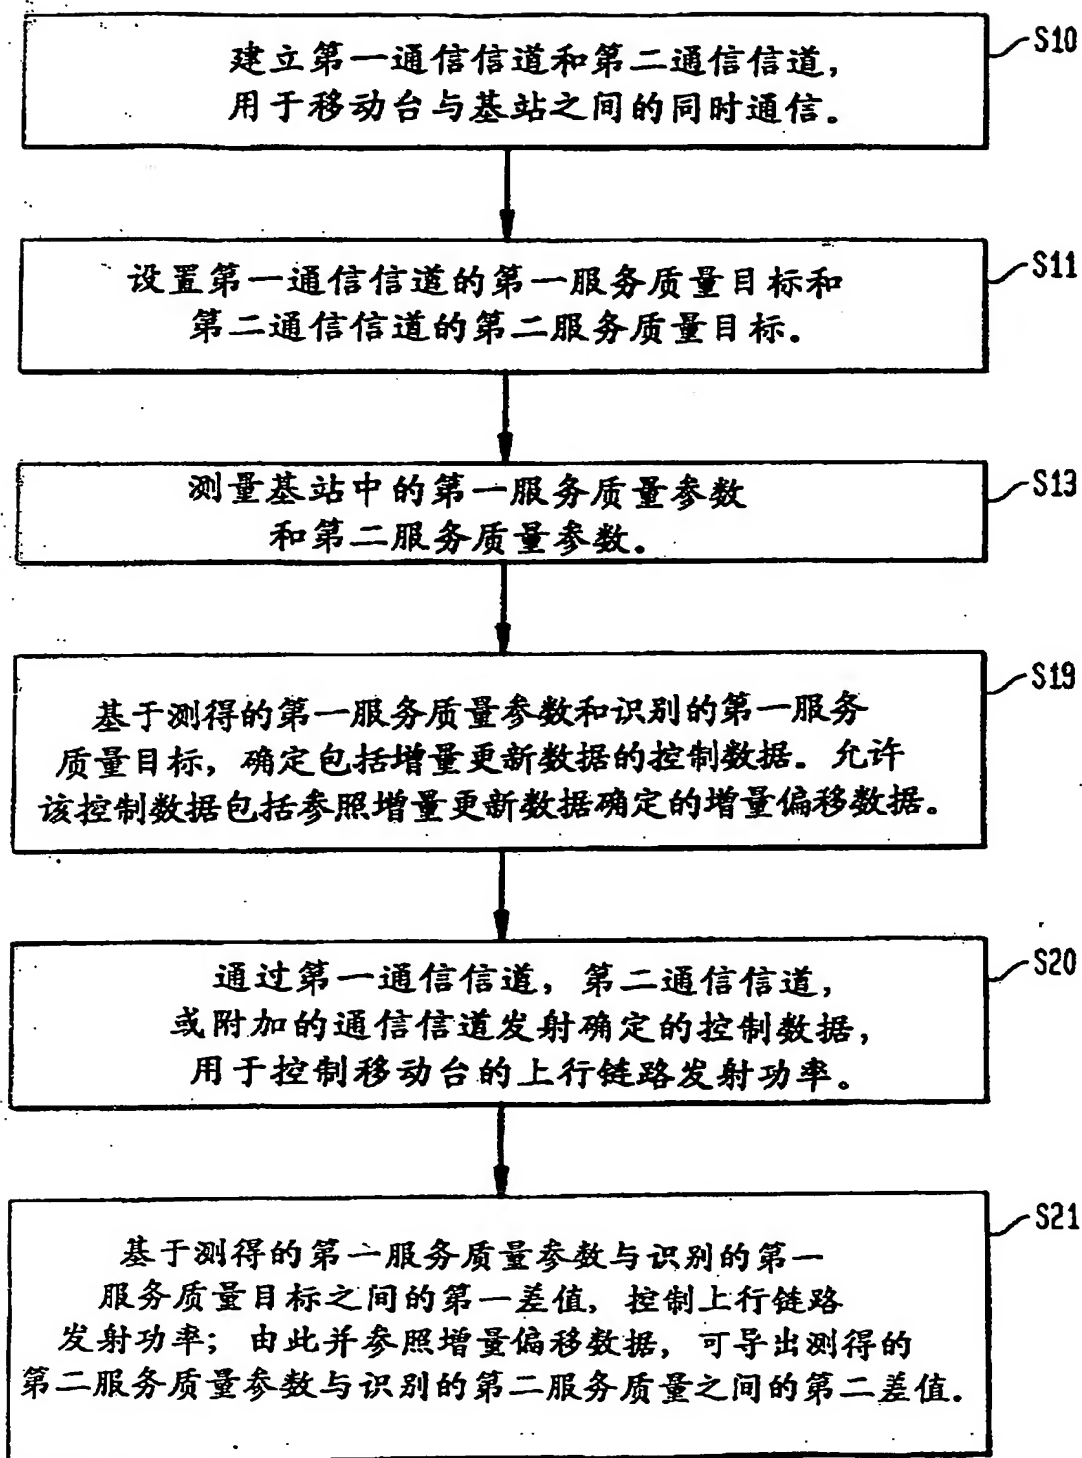 建立第一通信信道和第二通信信道，
用于移动台与基站之间的同时通信。
S10
设置第一通信信道的第一服务质量目标和
第二通信信道的第二服务质量目标。
S11
测量基站中的第一服务质量参数
和第二服务质量参数。
S13
基于测得的第一服务质量参数和识别的第一服务
质量目标，确定包括增量更新数据的控制数据。允许
该控制数据包括参照增量更新数据确定的增量偏移数据。
S19
通过第一通信信道，第二通信信道，
或附加的通信信道发射确定的控制数据，
用于控制移动台的上行链路发射功率。
S20
基于测得的第一服务质量参数与识别的第一
服务质量目标之间的第一差值，控制上行链路
发射功率；由此并参照增量偏移数据，可导出测得的
第二服务质量参数与识别的第二服务质量之间的第二差值。
S21